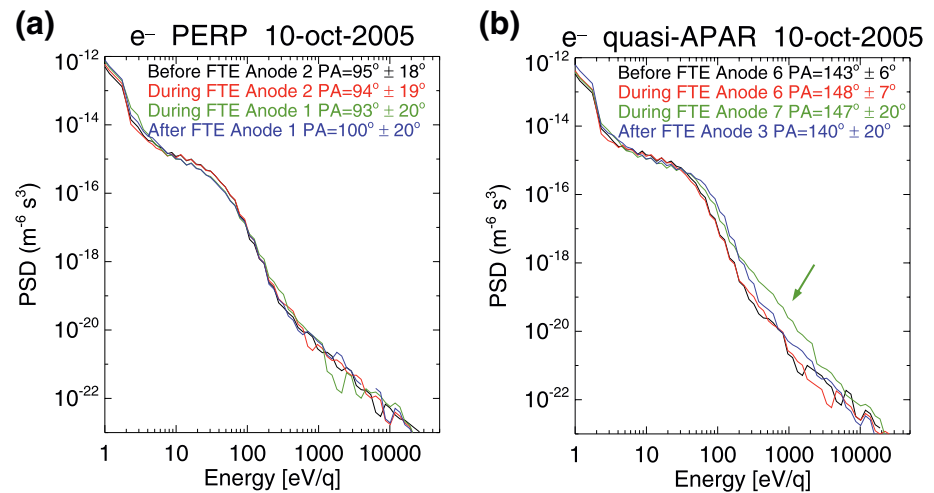 (a)
e⁻ PERP 10-oct-2005
Before FTE Anode 2 PA=95° ± 18°
During FTE Anode 2 PA=94° ± 19°
During FTE Anode 1 PA=93° ± 20°
After FTE Anode 1 PA=100° ± 20°
PSD (m⁻⁶ s³)
10⁻¹²
10⁻¹⁴
10⁻¹⁶
10⁻¹⁸
10⁻²⁰
10⁻²²
1 10 100 1000 10000
Energy [eV/q]
(b)
e⁻ quasi-APAR 10-oct-2005
Before FTE Anode 6 PA=143° ± 6°
During FTE Anode 6 PA=148° ± 7°
During FTE Anode 7 PA=147° ± 20°
After FTE Anode 3 PA=140° ± 20°
PSD (m⁻⁶ s³)
10⁻¹²
10⁻¹⁴
10⁻¹⁶
10⁻¹⁸
10⁻²⁰
10⁻²²
1 10 100 1000 10000
Energy [eV/q]